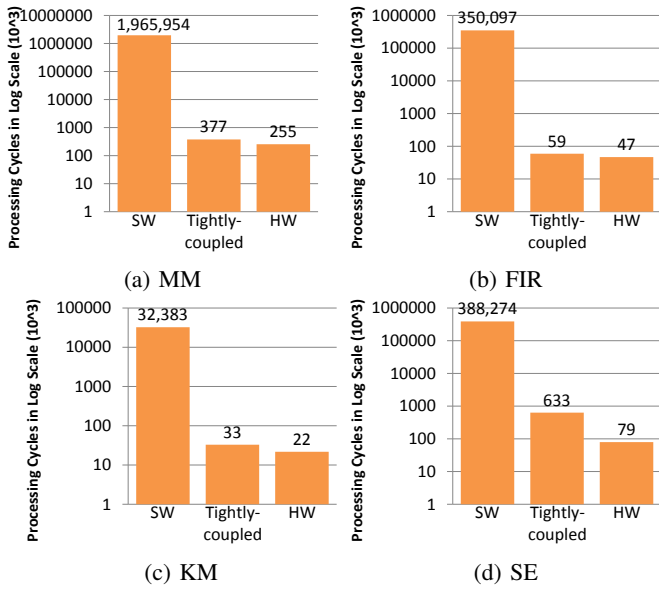 Processing Cycles in Log Scale (10^3)
10000000
1000000
100000
10000
1000
100
10
1
1,965,954
377
255
SW
Tightly-
coupled
HW
(a) MM
Processing Cycles in Log Scale (10^3)
1000000
100000
10000
1000
100
10
1
350,097
59
47
SW
Tightly-
coupled
HW
(b) FIR
Processing Cycles in Log Scale (10^3)
100000
10000
1000
100
10
1
32,383
33
22
SW
Tightly-
coupled
HW
(c) KM
Processing Cycles in Log Scale (10^3)
1000000
100000
10000
1000
100
10
1
388,274
633
79
SW
Tightly-
coupled
HW
(d) SE